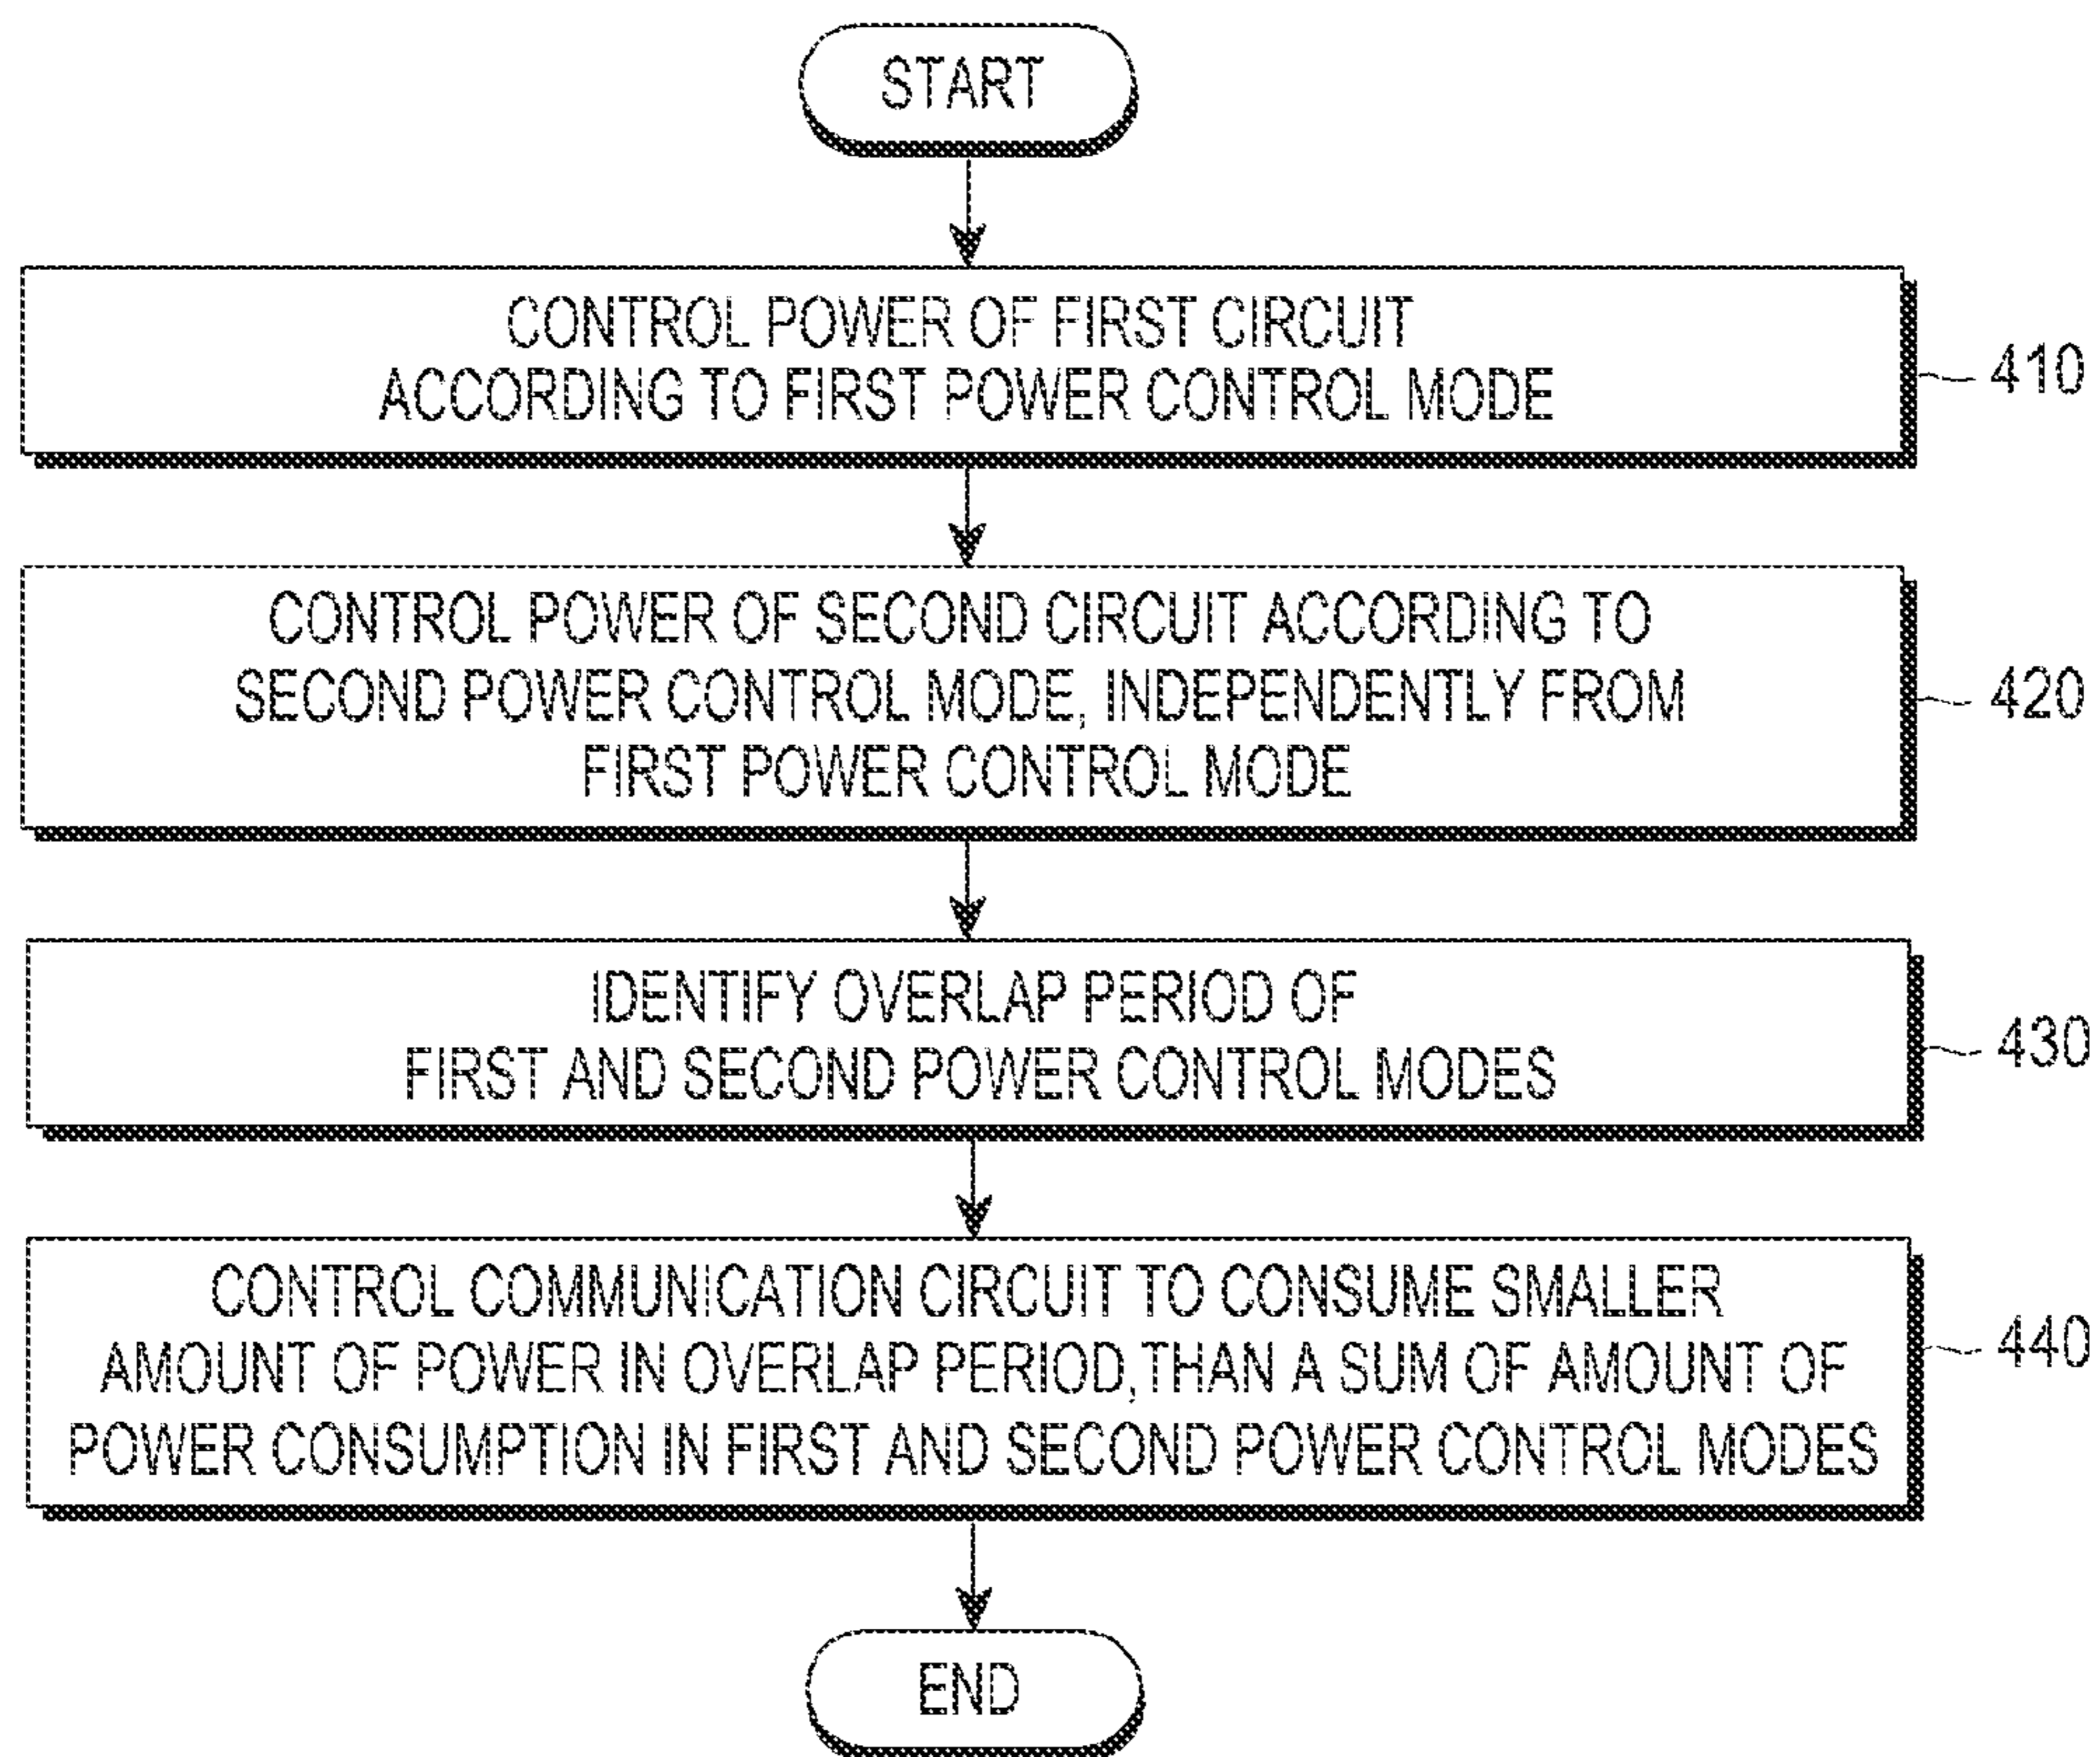 START
CONTROL POWER OF FIRST CIRCUIT
ACCORDING TO FIRST POWER CONTROL MODE
410
CONTROL POWER OF SECOND CIRCUIT ACCORDING TO
SECOND POWER CONTROL MODE, INDEPENDENTLY FROM
FIRST POWER CONTROL MODE
420
IDENTIFY OVERLAP PERIOD OF
FIRST AND SECOND POWER CONTROL MODES
430
CONTROL COMMUNICATION CIRCUIT TO CONSUME SMALLER
AMOUNT OF POWER IN OVERLAP PERIOD, THAN A SUM OF AMOUNT OF
POWER CONSUMPTION IN FIRST AND SECOND POWER CONTROL MODES
440
END